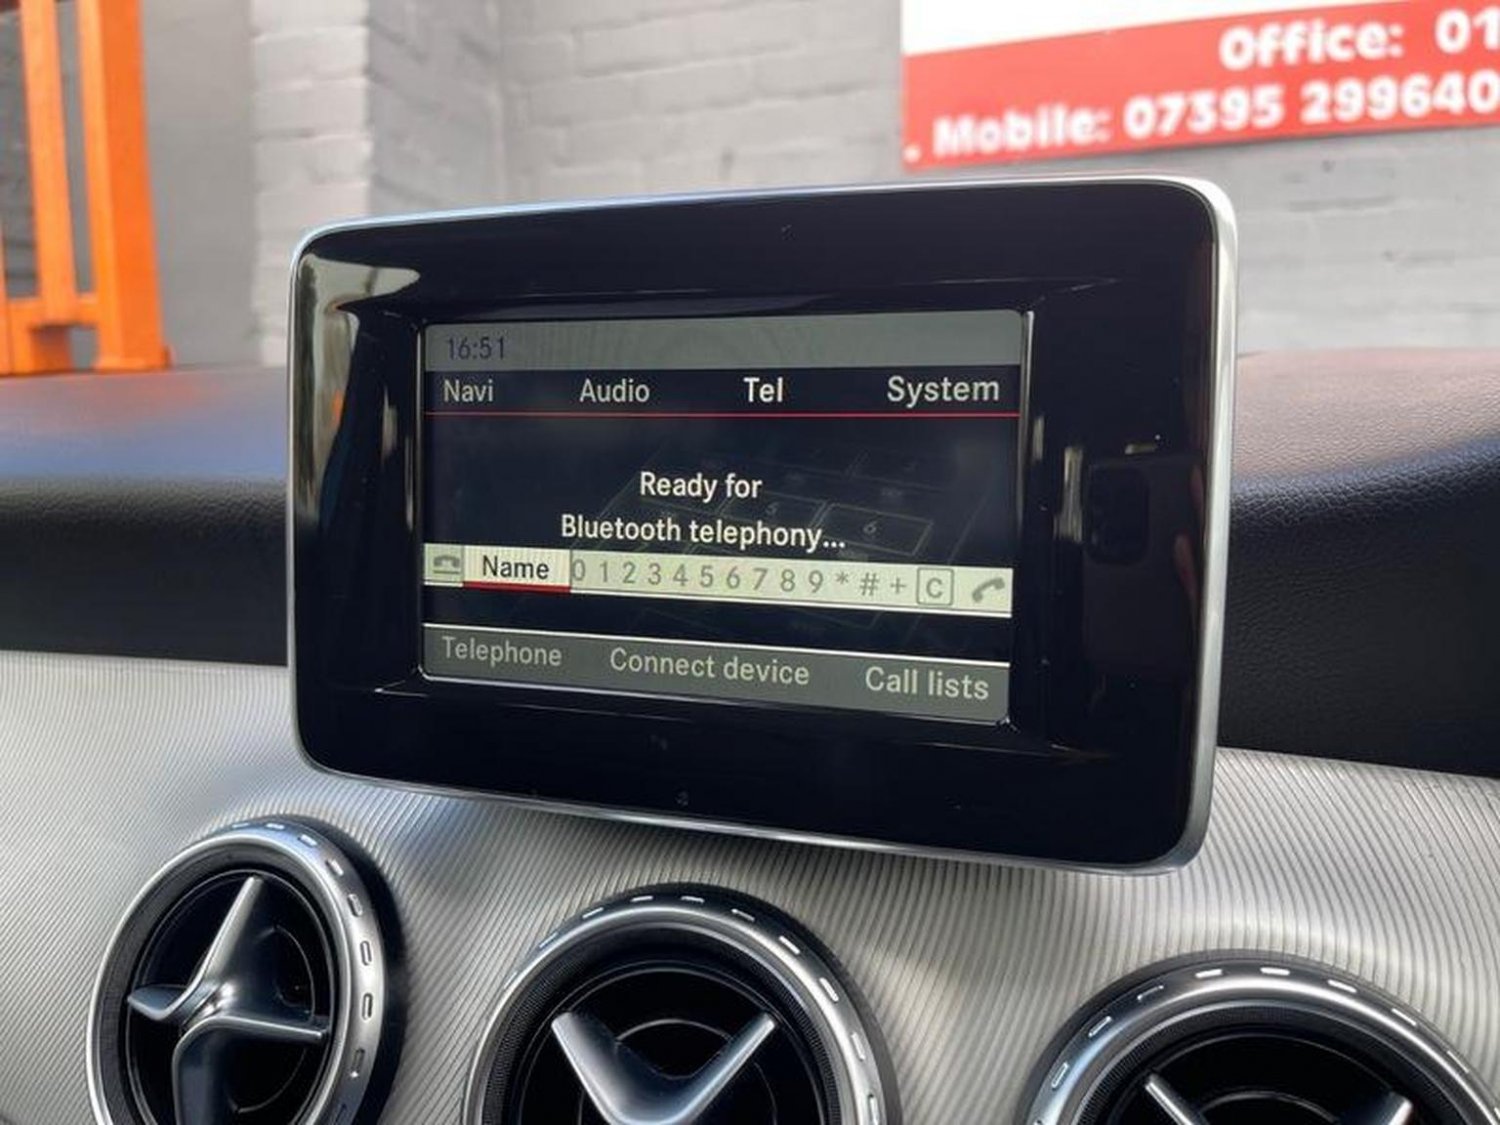 Office: 01
Mobile: 07395 299640
16:51
Navi Audio Tel System
Ready for
Bluetooth telephony...
Name 0 1 2 3 4 5 6 7 8 9 * # + C
Telephone Connect device Call lists